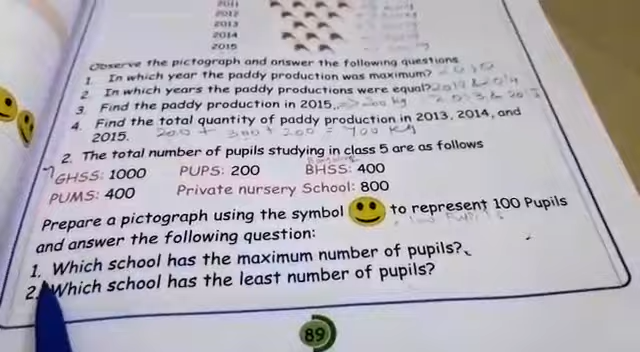 2011
2012
2013
2014
2015
Observe the pictograph and answer the following questions
1. In which year the paddy production was maximum?
2. In which years the paddy productions were equal?
3. Find the paddy production in 2015.
4. Find the total quantity of paddy production in 2013, 2014, and
2015. 200 + 300 + 200 = 700 Kg
2. The total number of pupils studying in class 5 are as follows
GHSS: 1000 PUPS: 200 BHSS: 400
PUMS: 400 Private nursery School: 800
Prepare a pictograph using the symbol to represent 100 Pupils
and answer the following question:
1. Which school has the maximum number of pupils?
2. Which school has the least number of pupils?
89